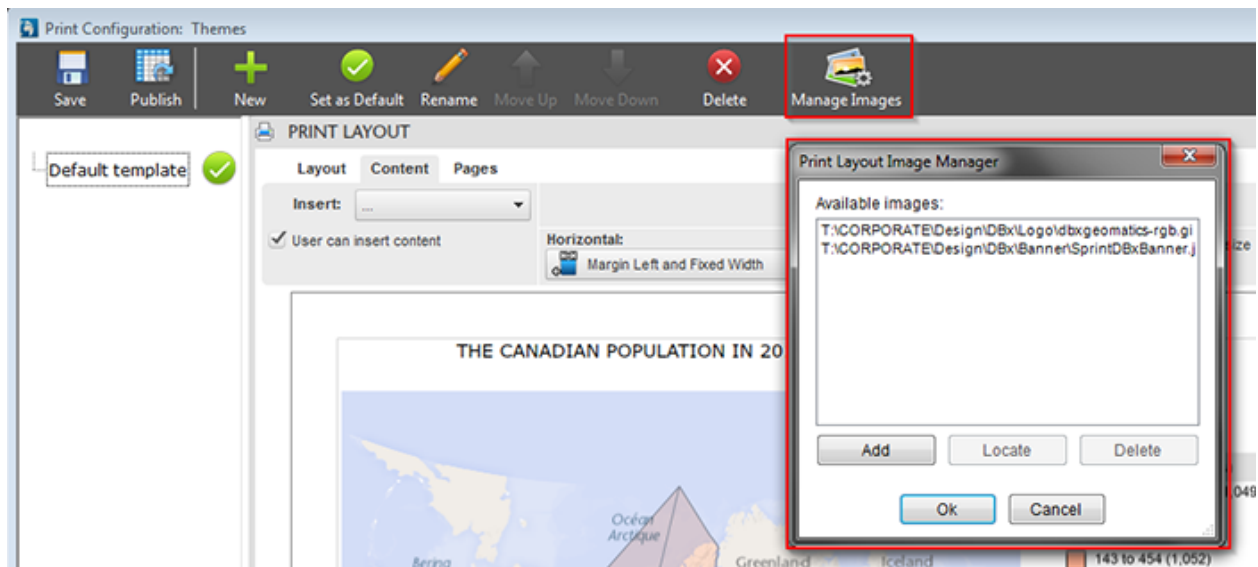 Print Configuration: Themes
Save Publish New Set as Default Rename Move Up Move Down Delete Manage Images
PRINT LAYOUT
Default template
Layout Content Pages
Insert: ...
User can insert content
Horizontal:
Margin Left and Fixed Width
size
Print Layout Image Manager
Available images:
T:\CORPORATE\Design\DBx\Logo\dbxgeomatics-rgb.gi
T:\CORPORATE\Design\DBx\Banner\SprintDBxBanner.j
Add Locate Delete
Ok Cancel
THE CANADIAN POPULATION IN 20
Océan
Arctique
Bering
Greenland
Iceland
,049
143 to 454 (1,052)